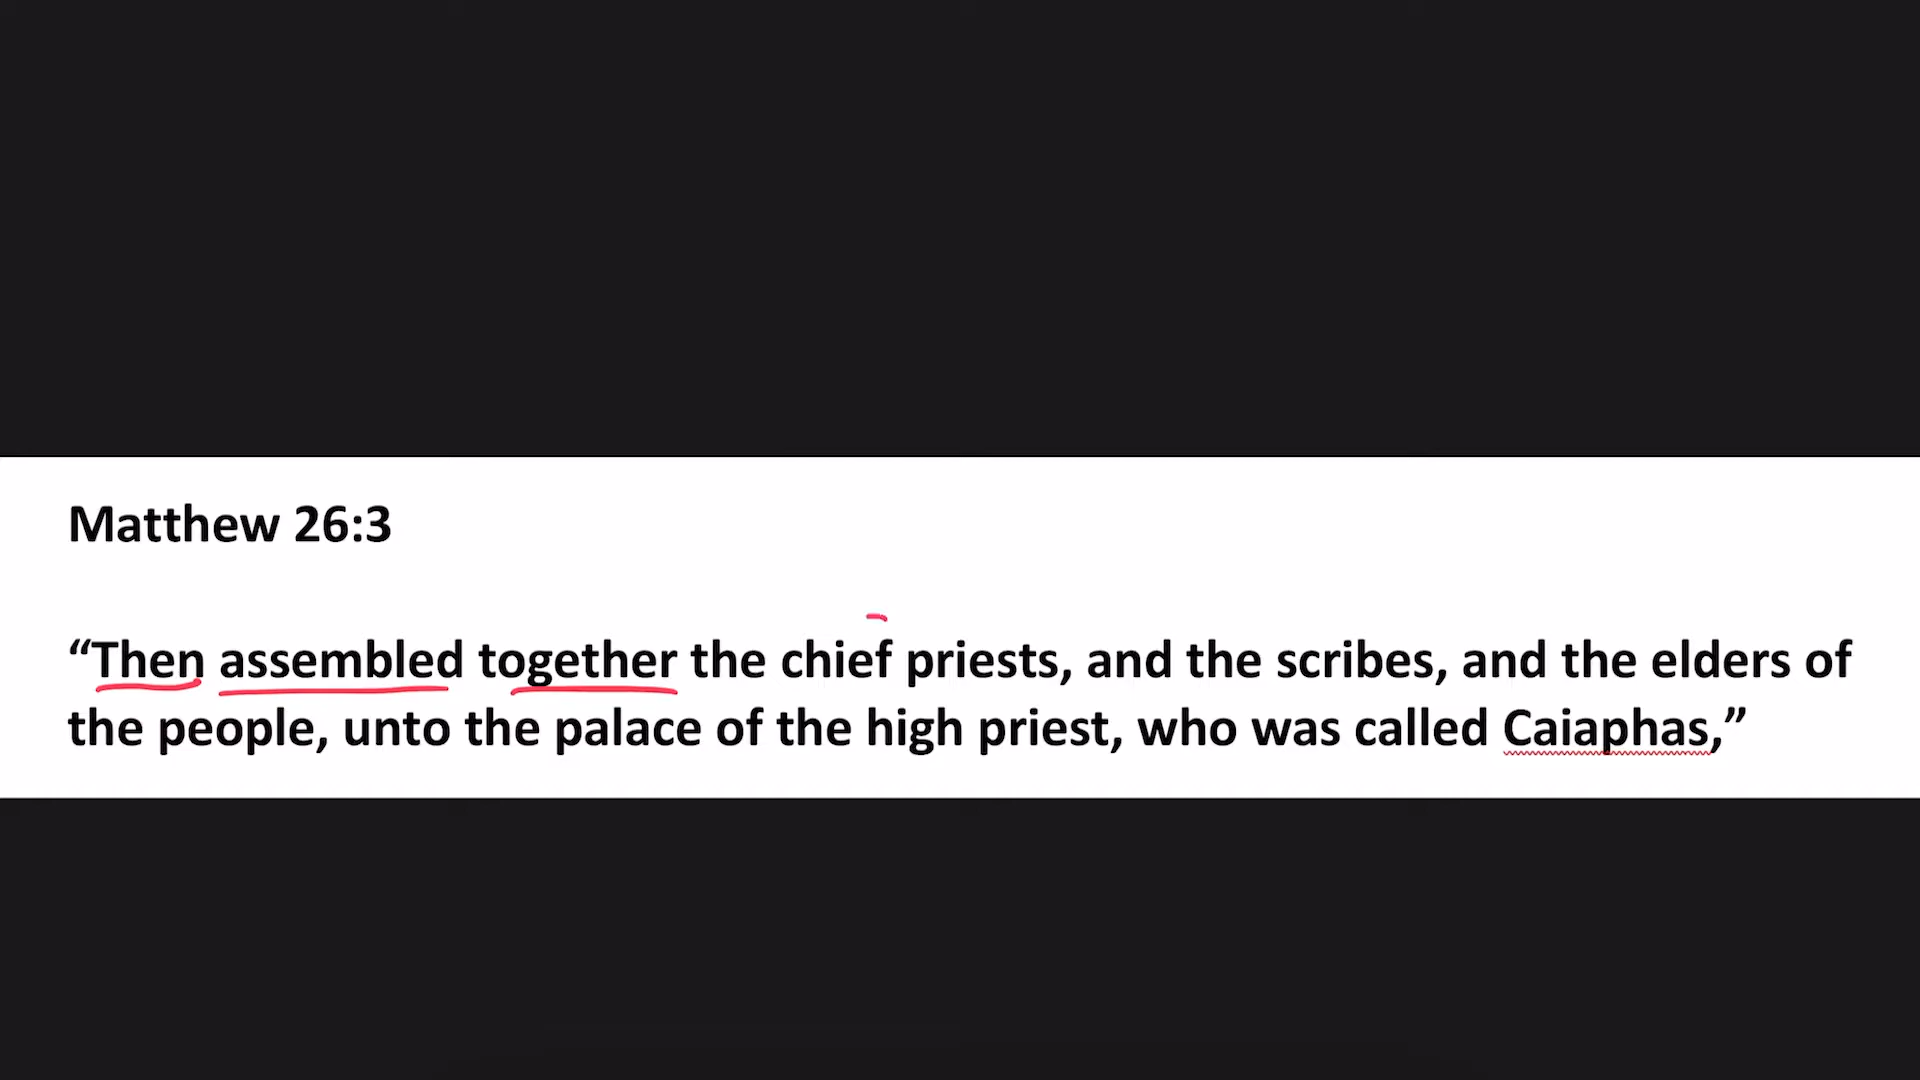 Matthew 26:3
“Then assembled together the chief priests, and the scribes, and the elders of
the people, unto the palace of the high priest, who was called Caiaphas,”